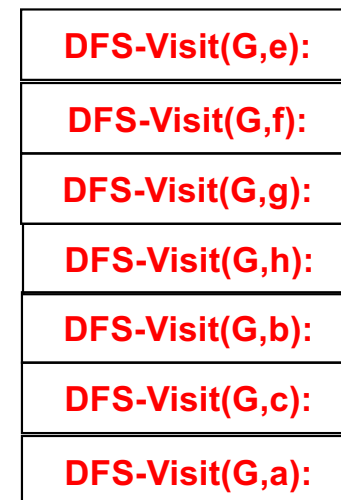 DFS-Visit(G,e):
DFS-Visit(G,f):
DFS-Visit(G,g):
DFS-Visit(G,h):
DFS-Visit(G,b):
DFS-Visit(G,c):
DFS-Visit(G,a):